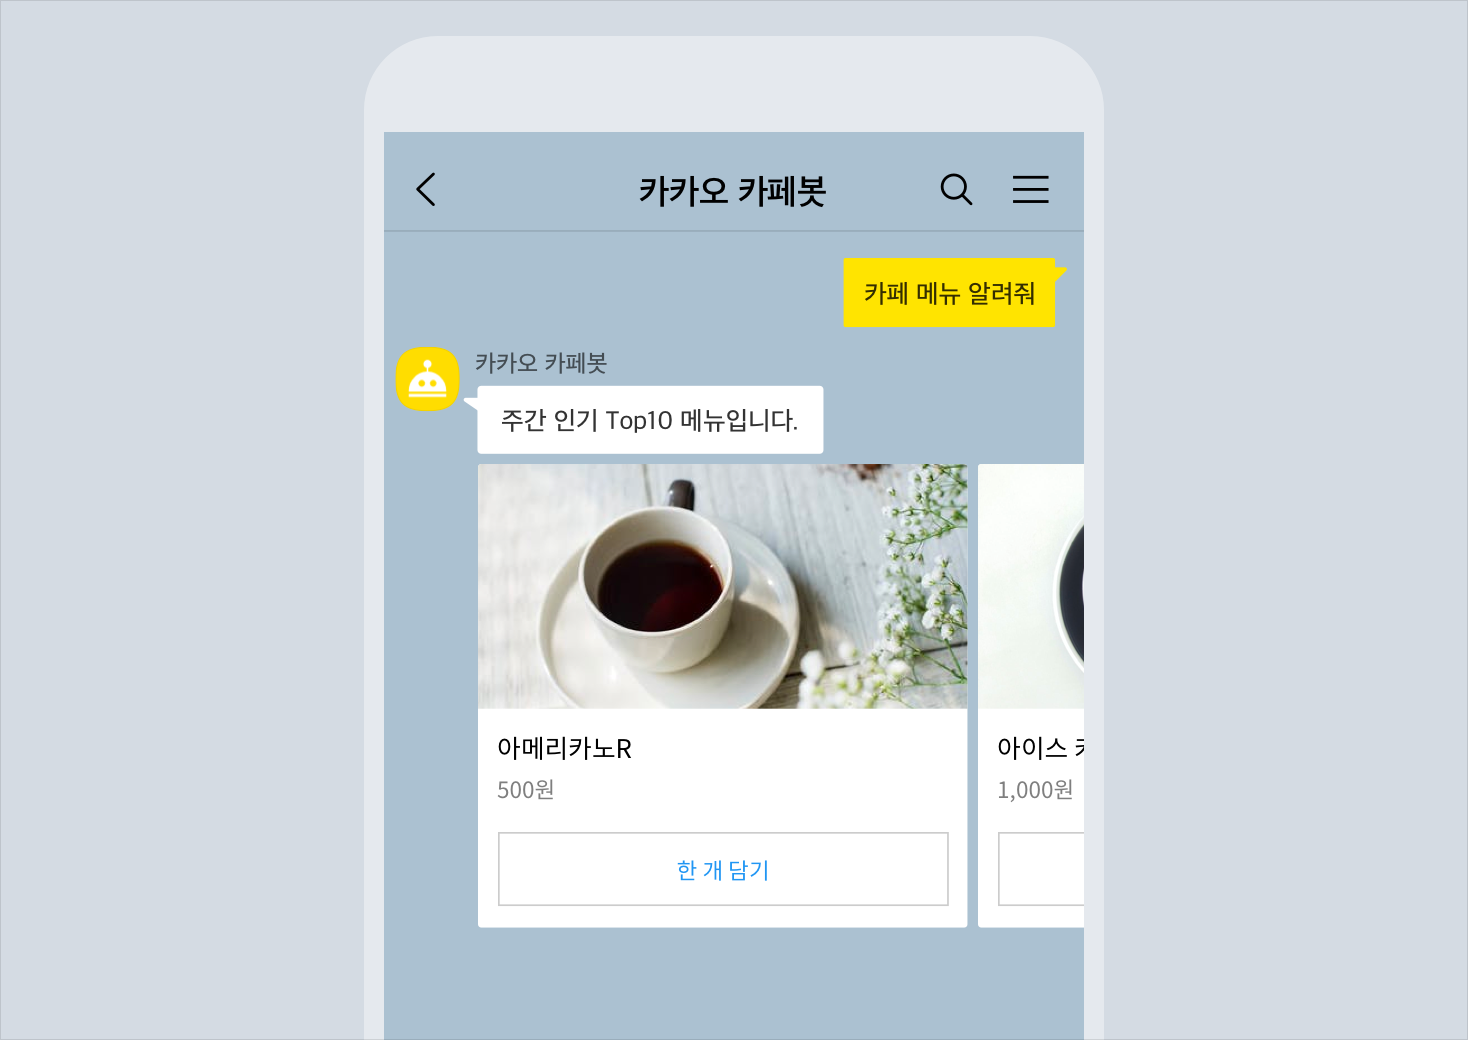 카카오 카페봇
카페 메뉴 알려줘
카카오 카페봇
주간 인기 Top10 메뉴입니다.
아메리카노R
500원
한 개 담기
아이스
1,000원